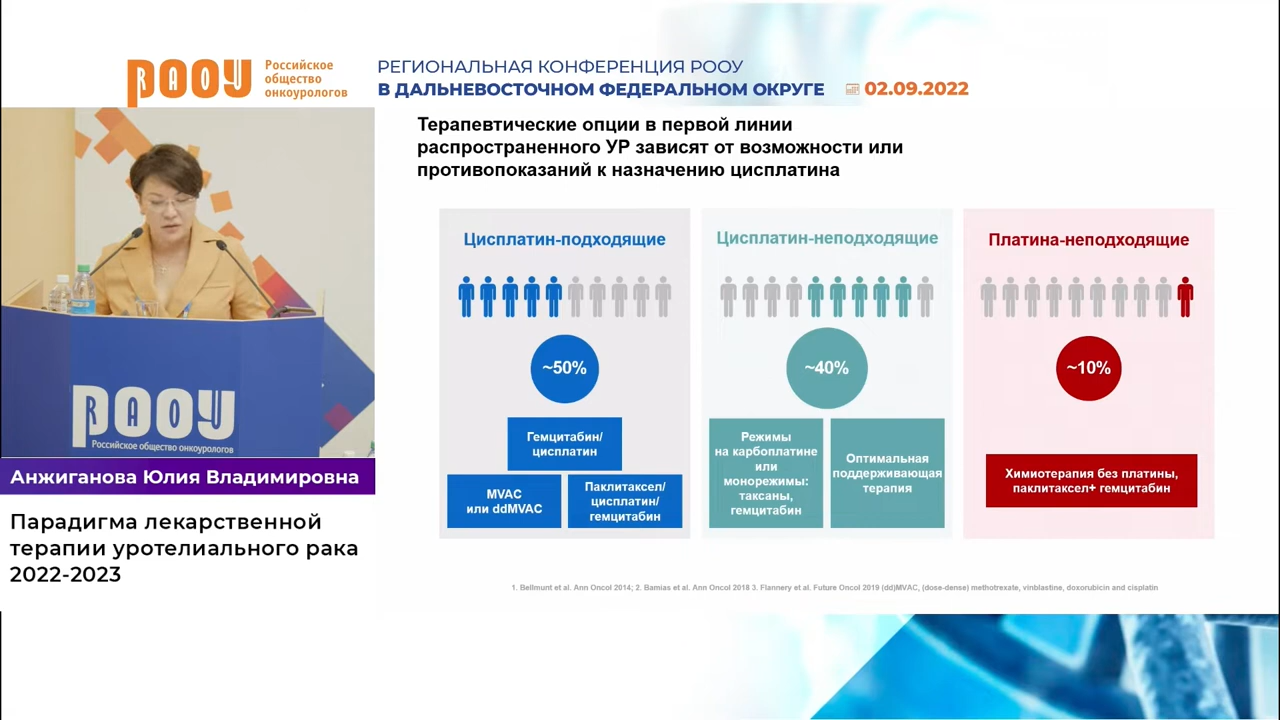 РООУ
Российское
общество
онкоурологов
РЕГИОНАЛЬНАЯ КОНФЕРЕНЦИЯ РООУ
В ДАЛЬНЕВОСТОЧНОМ ФЕДЕРАЛЬНОМ ОКРУГЕ
02.09.2022
Терапевтические опции в первой линии
распространенного УР зависят от возможности или
противопоказаний к назначению цисплатина
Цисплатин-подходящие
~50%
Гемцитабин/
цисплатин
MVAC
или ddMVAC
Паклитаксел/
цисплатин/
гемцитабин
Цисплатин-неподходящие
~40%
Режимы
на карбоплатине
или
монорежимы:
таксаны,
гемцитабин
Оптимальная
поддерживающая
терапия
Платина-неподходящие
~10%
Химиотерапия без платины,
паклитаксел+ гемцитабин
1. Bellmunt et al. Ann Oncol 2014; 2. Bamias et al. Ann Oncol 2018 3. Flannery et al. Future Oncol 2019 (dd)MVAC, (dose-dense) methotrexate, vinblastine, doxorubicin and cisplatin
РООУ
Российское общество онкоурологов
Анжиганова Юлия Владимировна
Парадигма лекарственной
терапии уротелиального рака
2022-2023